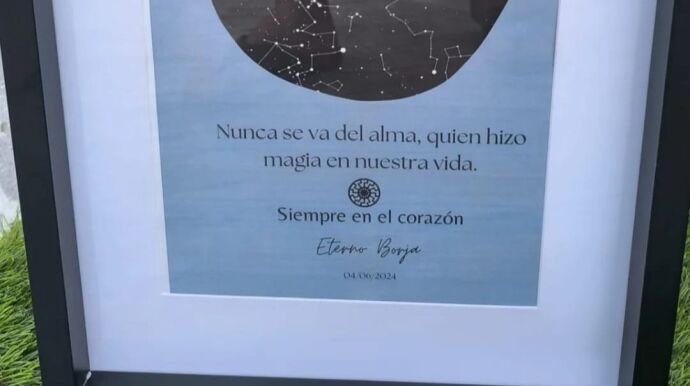 Nunca se va del alma, quien hizo
magia en nuestra vida.
Siempre en el corazón
Eterno Borja
04/06/2024